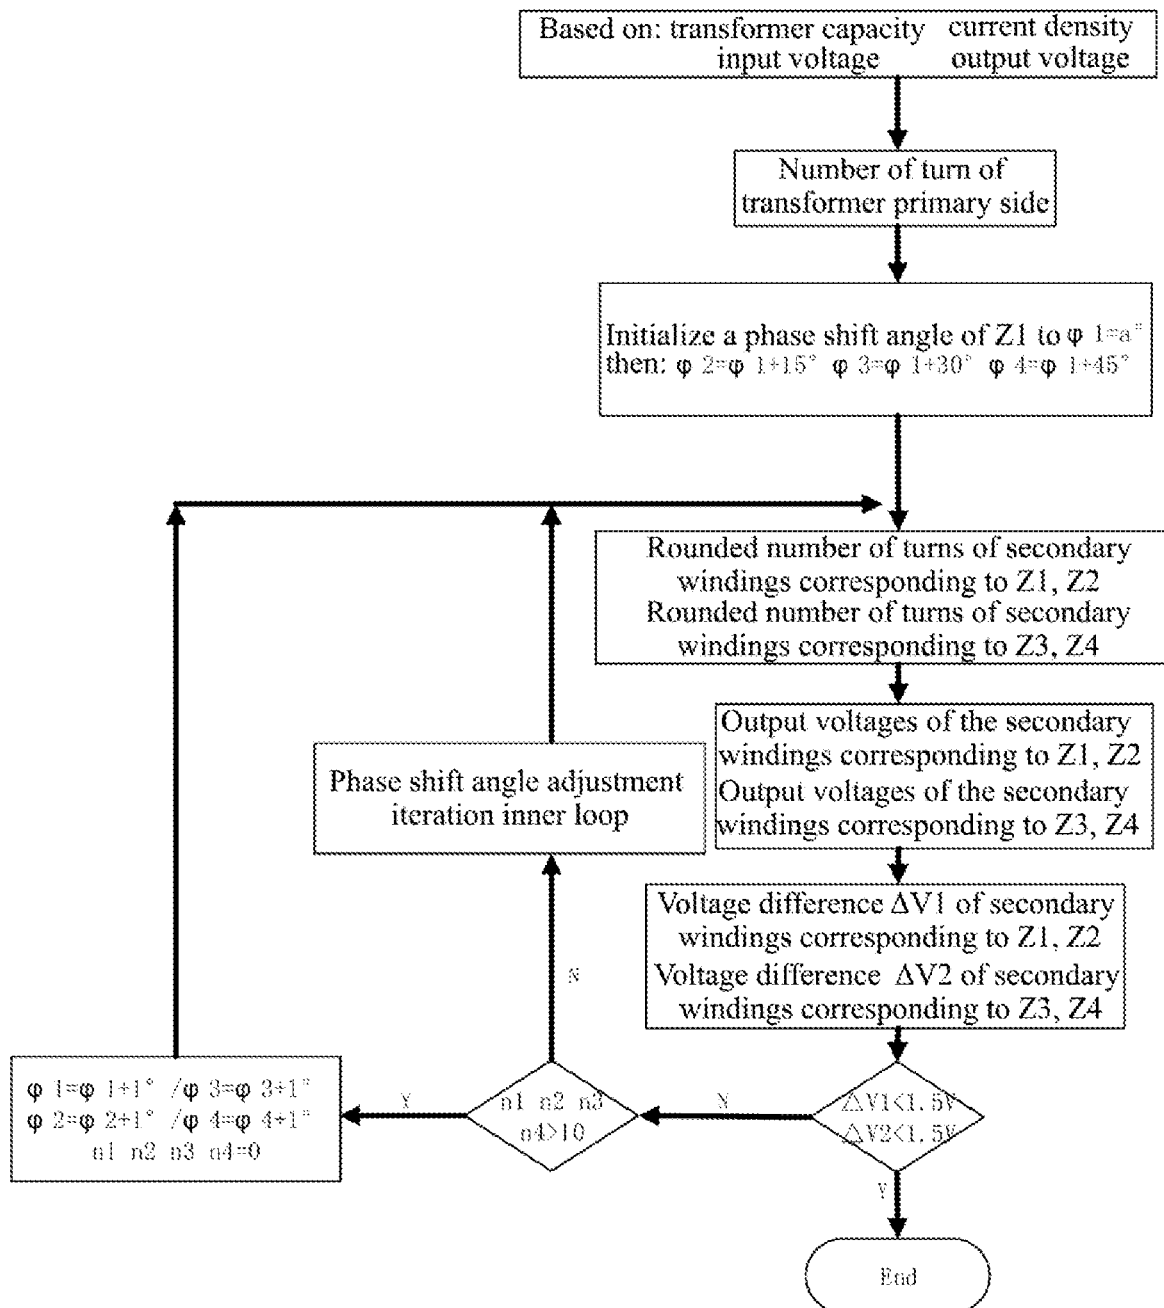 Based on: transformer capacity current density
input voltage output voltage
Number of turn of
transformer primary side
Initialize a phase shift angle of Z1 to φ 1=a°
then: φ 2=φ 1+15° φ 3=φ 1+30° φ 4=φ 1+45°
Rounded number of turns of secondary
windings corresponding to Z1, Z2
Rounded number of turns of secondary
windings corresponding to Z3, Z4
Output voltages of the secondary
windings corresponding to Z1, Z2
Output voltages of the secondary
windings corresponding to Z3, Z4
Phase shift angle adjustment
iteration inner loop
Voltage difference ΔV1 of secondary
windings corresponding to Z1, Z2
Voltage difference ΔV2 of secondary
windings corresponding to Z3, Z4
N
φ 1=φ 1+1° /φ 3=φ 3+1°
φ 2=φ 2+1° /φ 4=φ 4+1°
n1 n2 n3 n4=0
Y
n1 n2 n3
n4>10
N
△V1<1.5V
△V2<1.5V
Y
End